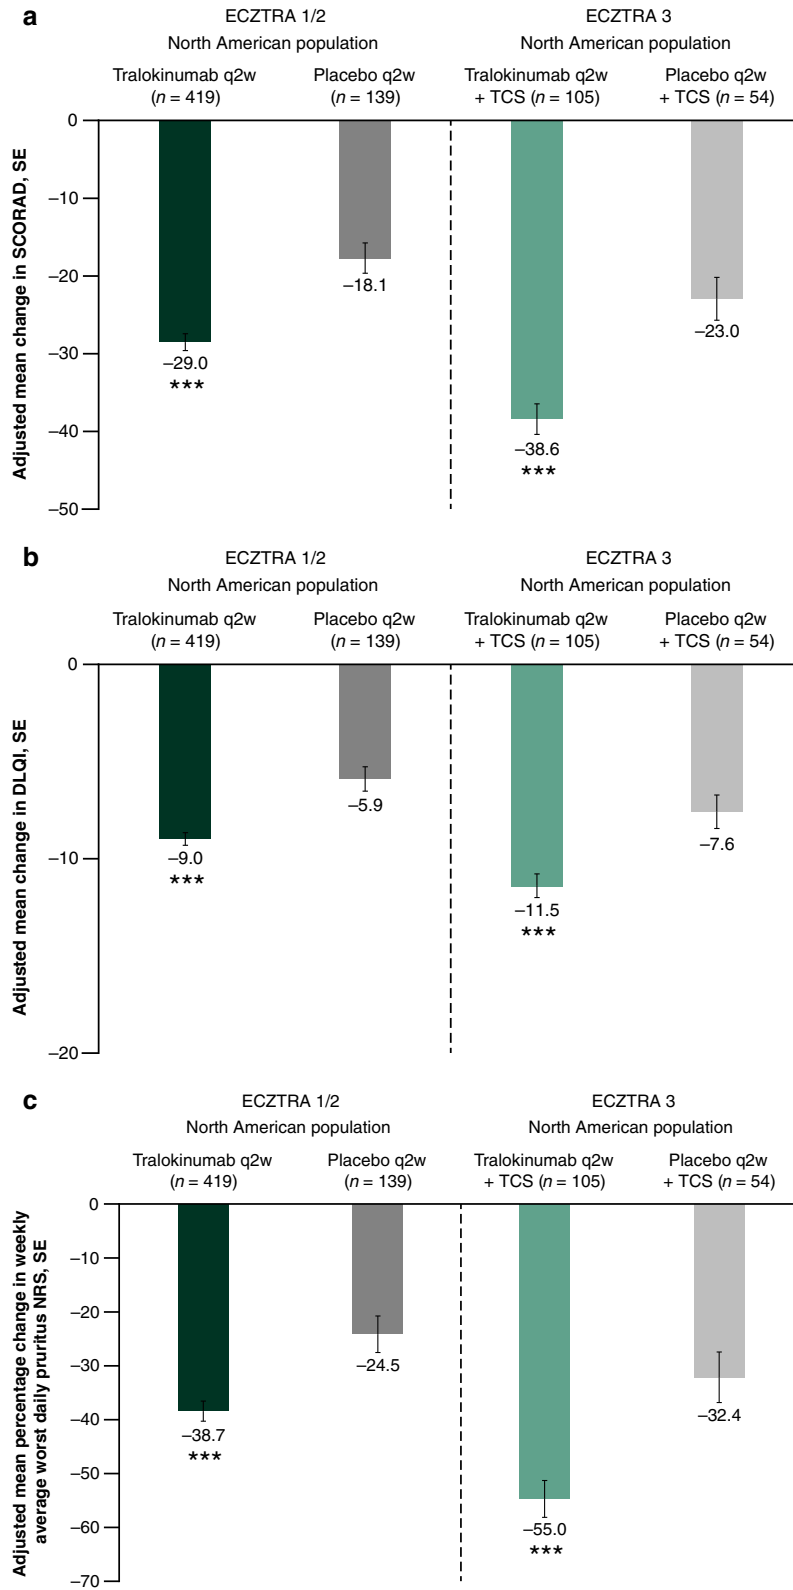 a
ECZTRA 1/2
ECZTRA 3
North American population
North American population
Tralokinumab q2w
(n = 419)
Placebo q2w
(n = 139)
Tralokinumab q2w
+ TCS (n = 105)
Placebo q2w
+ TCS (n = 54)
Adjusted mean change in SCORAD, SE
0
–10
–20
–30
–40
–50
–29.0
***
–18.1
–38.6
***
–23.0
b
ECZTRA 1/2
ECZTRA 3
North American population
North American population
Tralokinumab q2w
(n = 419)
Placebo q2w
(n = 139)
Tralokinumab q2w
+ TCS (n = 105)
Placebo q2w
+ TCS (n = 54)
Adjusted mean change in DLQI, SE
0
–10
–20
–9.0
***
–5.9
–11.5
***
–7.6
c
ECZTRA 1/2
ECZTRA 3
North American population
North American population
Tralokinumab q2w
(n = 419)
Placebo q2w
(n = 139)
Tralokinumab q2w
+ TCS (n = 105)
Placebo q2w
+ TCS (n = 54)
Adjusted mean percentage change in weekly
average worst daily pruritus NRS, SE
0
–10
–20
–30
–40
–50
–60
–70
–38.7
***
–24.5
–55.0
***
–32.4